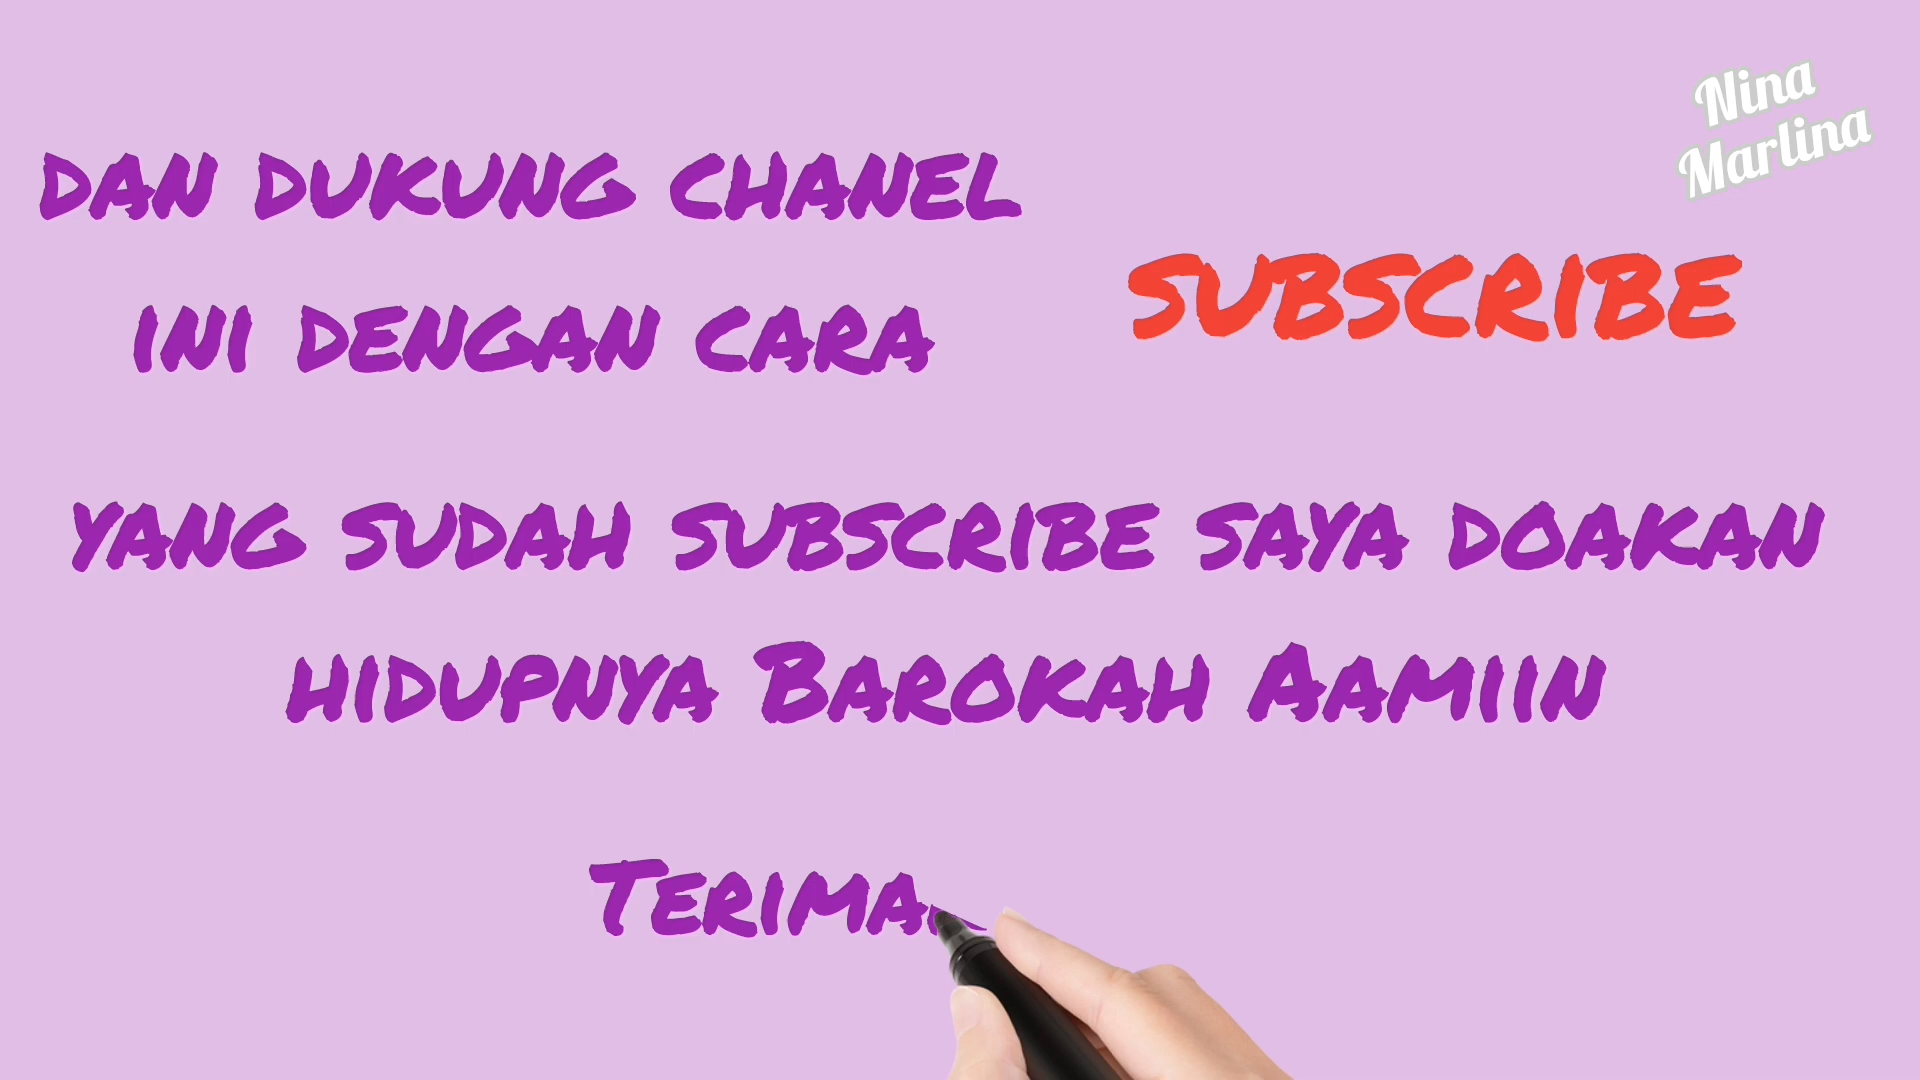 Nina
Marlina
dan dukung chanel
ini dengan cara
subscribe
yang sudah subscribe saya doakan
hidupnya Barokah Aamiin
Terima